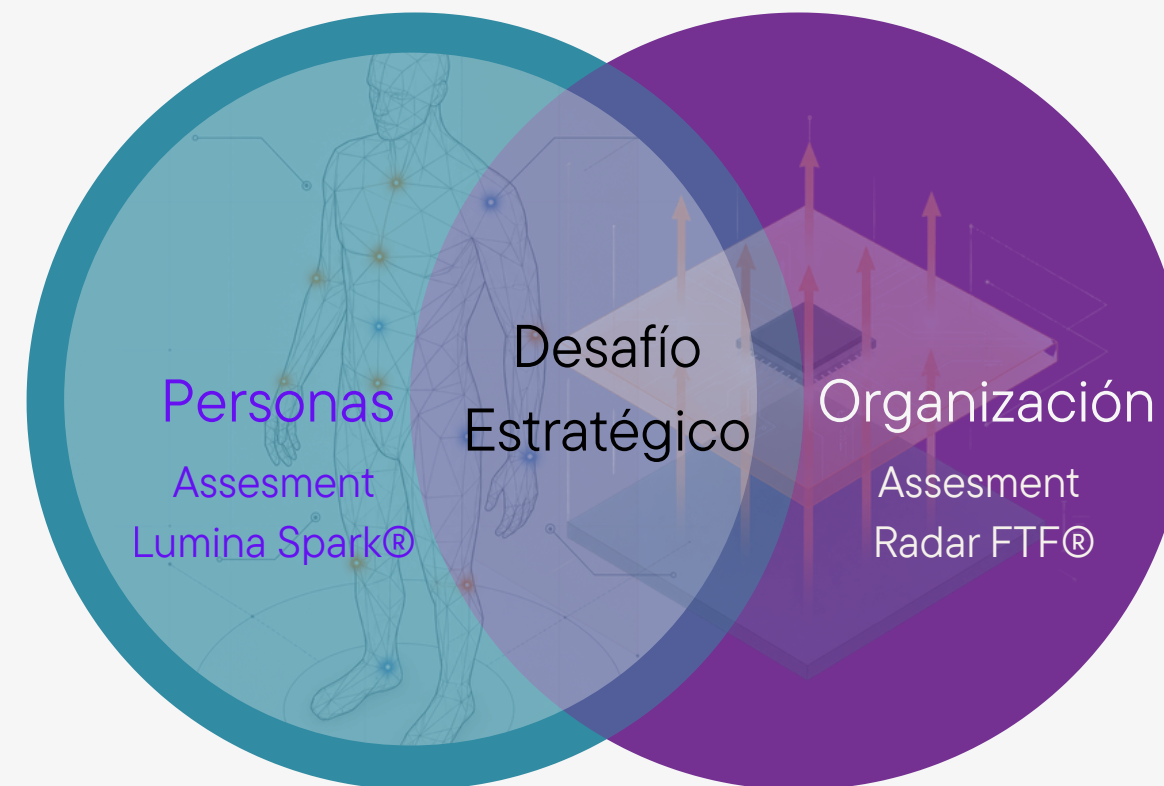 Desafío
Estratégico
Personas
Assesment
Lumina Spark®
Organización
Assesment
Radar FTF®